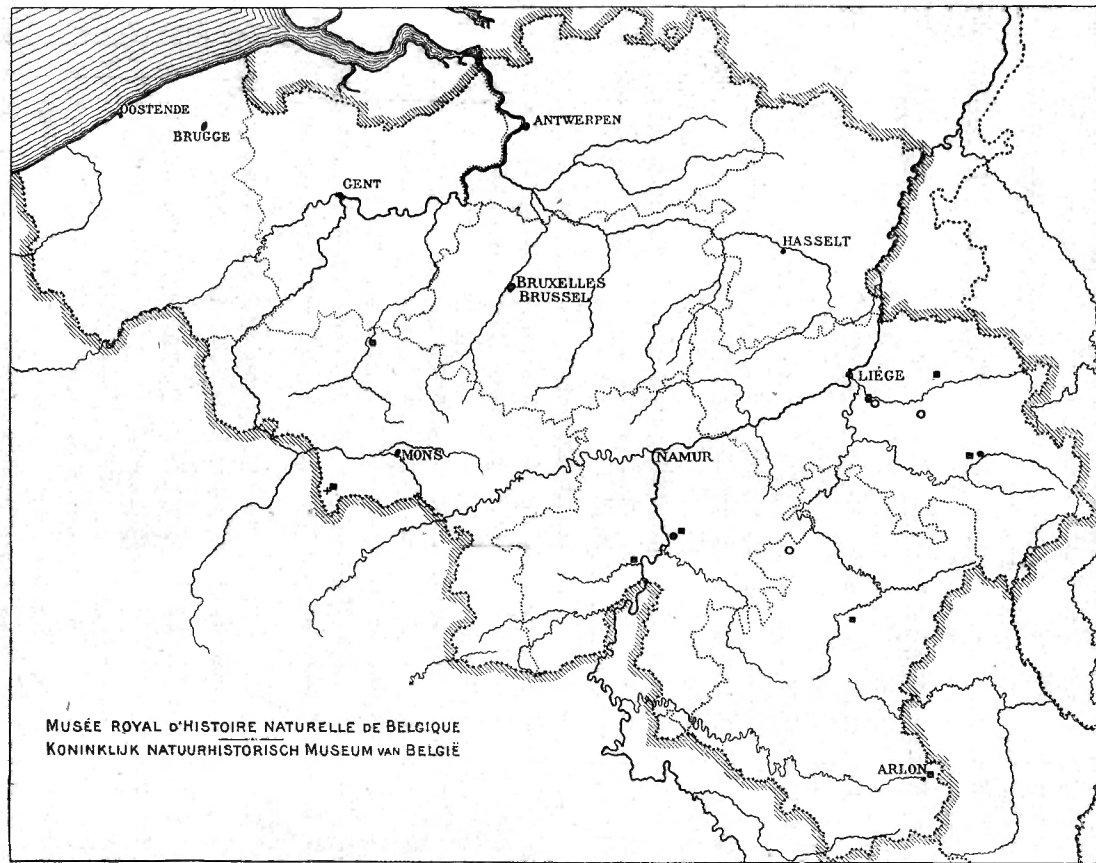 OOSTENDE
BRUGGE
ANTWERPEN
GENT
HASSELT
BRUXELLES
BRUSSEL
LIÉGE
MONS
NAMUR
MUSÉE ROYAL D'HISTOIRE NATURELLE DE BELGIQUE
KONINKLIJK NATUURHISTORISCH MUSEUM VAN BELGIË
ARLON